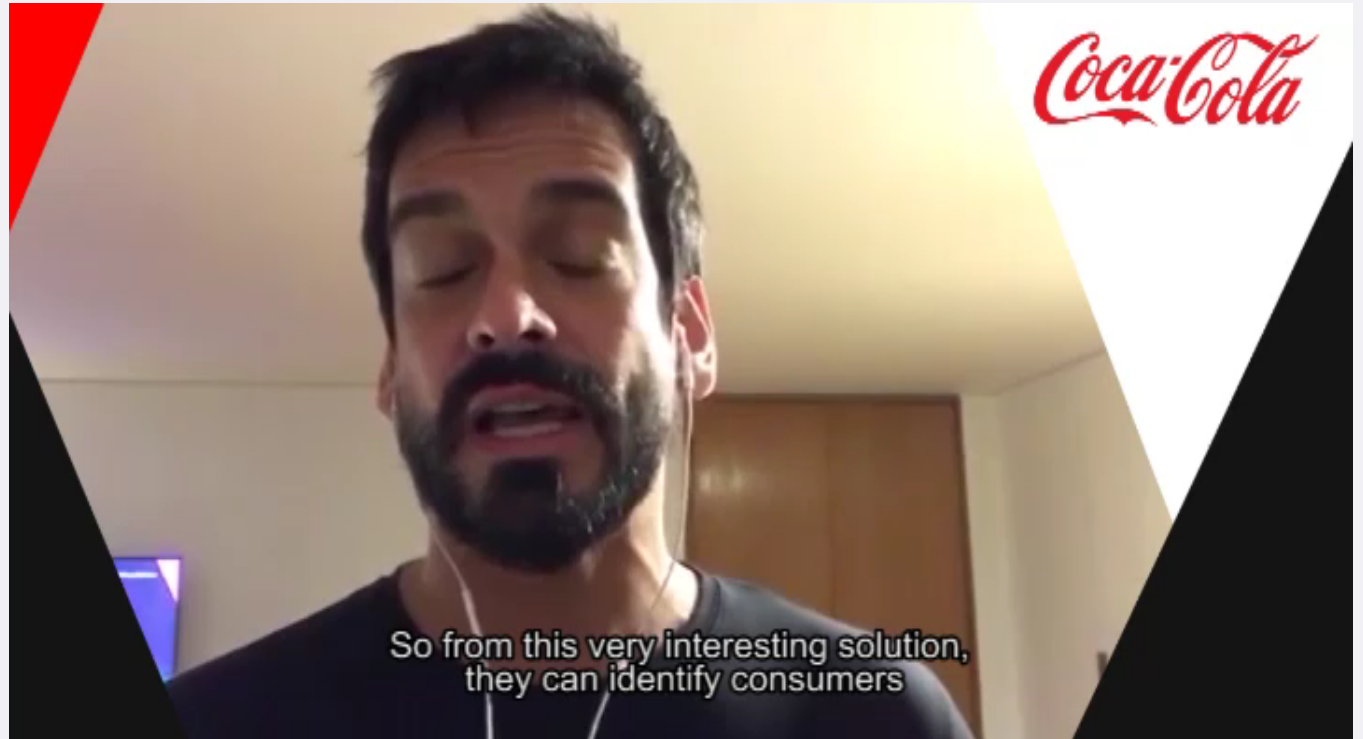 Coca-Cola
So from this very interesting solution,
they can identify consumers